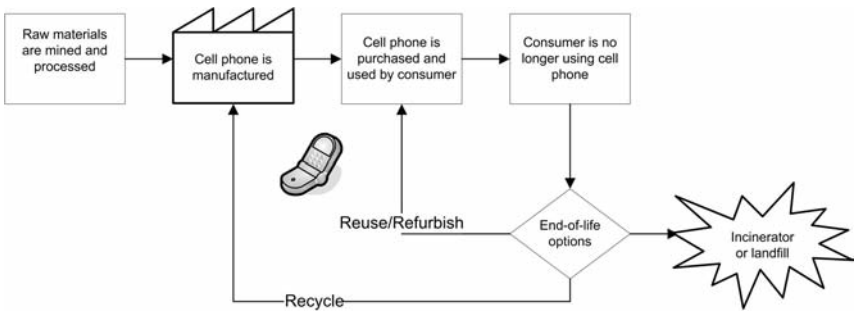 Raw materials
are mined and
processed
Cell phone is
manufactured
Cell phone is
purchased and
used by consumer
Consumer is no
longer using cell
phone
Reuse/Refurbish
End-of-life
options
Incinerator
or landfill
Recycle